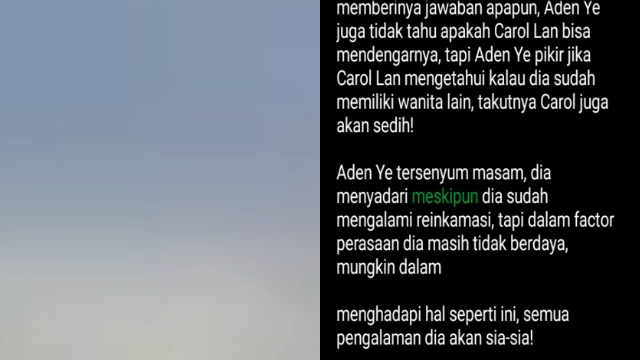 memberinya jawaban apapun, Aden Ye
juga tidak tahu apakah Carol Lan bisa
mendengarnya, tapi Aden Ye pikir jika
Carol Lan mengetahui kalau dia sudah
memiliki wanita lain, takutnya Carol juga
akan sedih!
Aden Ye tersenyum masam, dia
menyadari meskipun dia sudah
mengalami reinkamasi, tapi dalam factor
perasaan dia masih tidak berdaya,
mungkin dalam
menghadapi hal seperti ini, semua
pengalaman dia akan sia-sia!